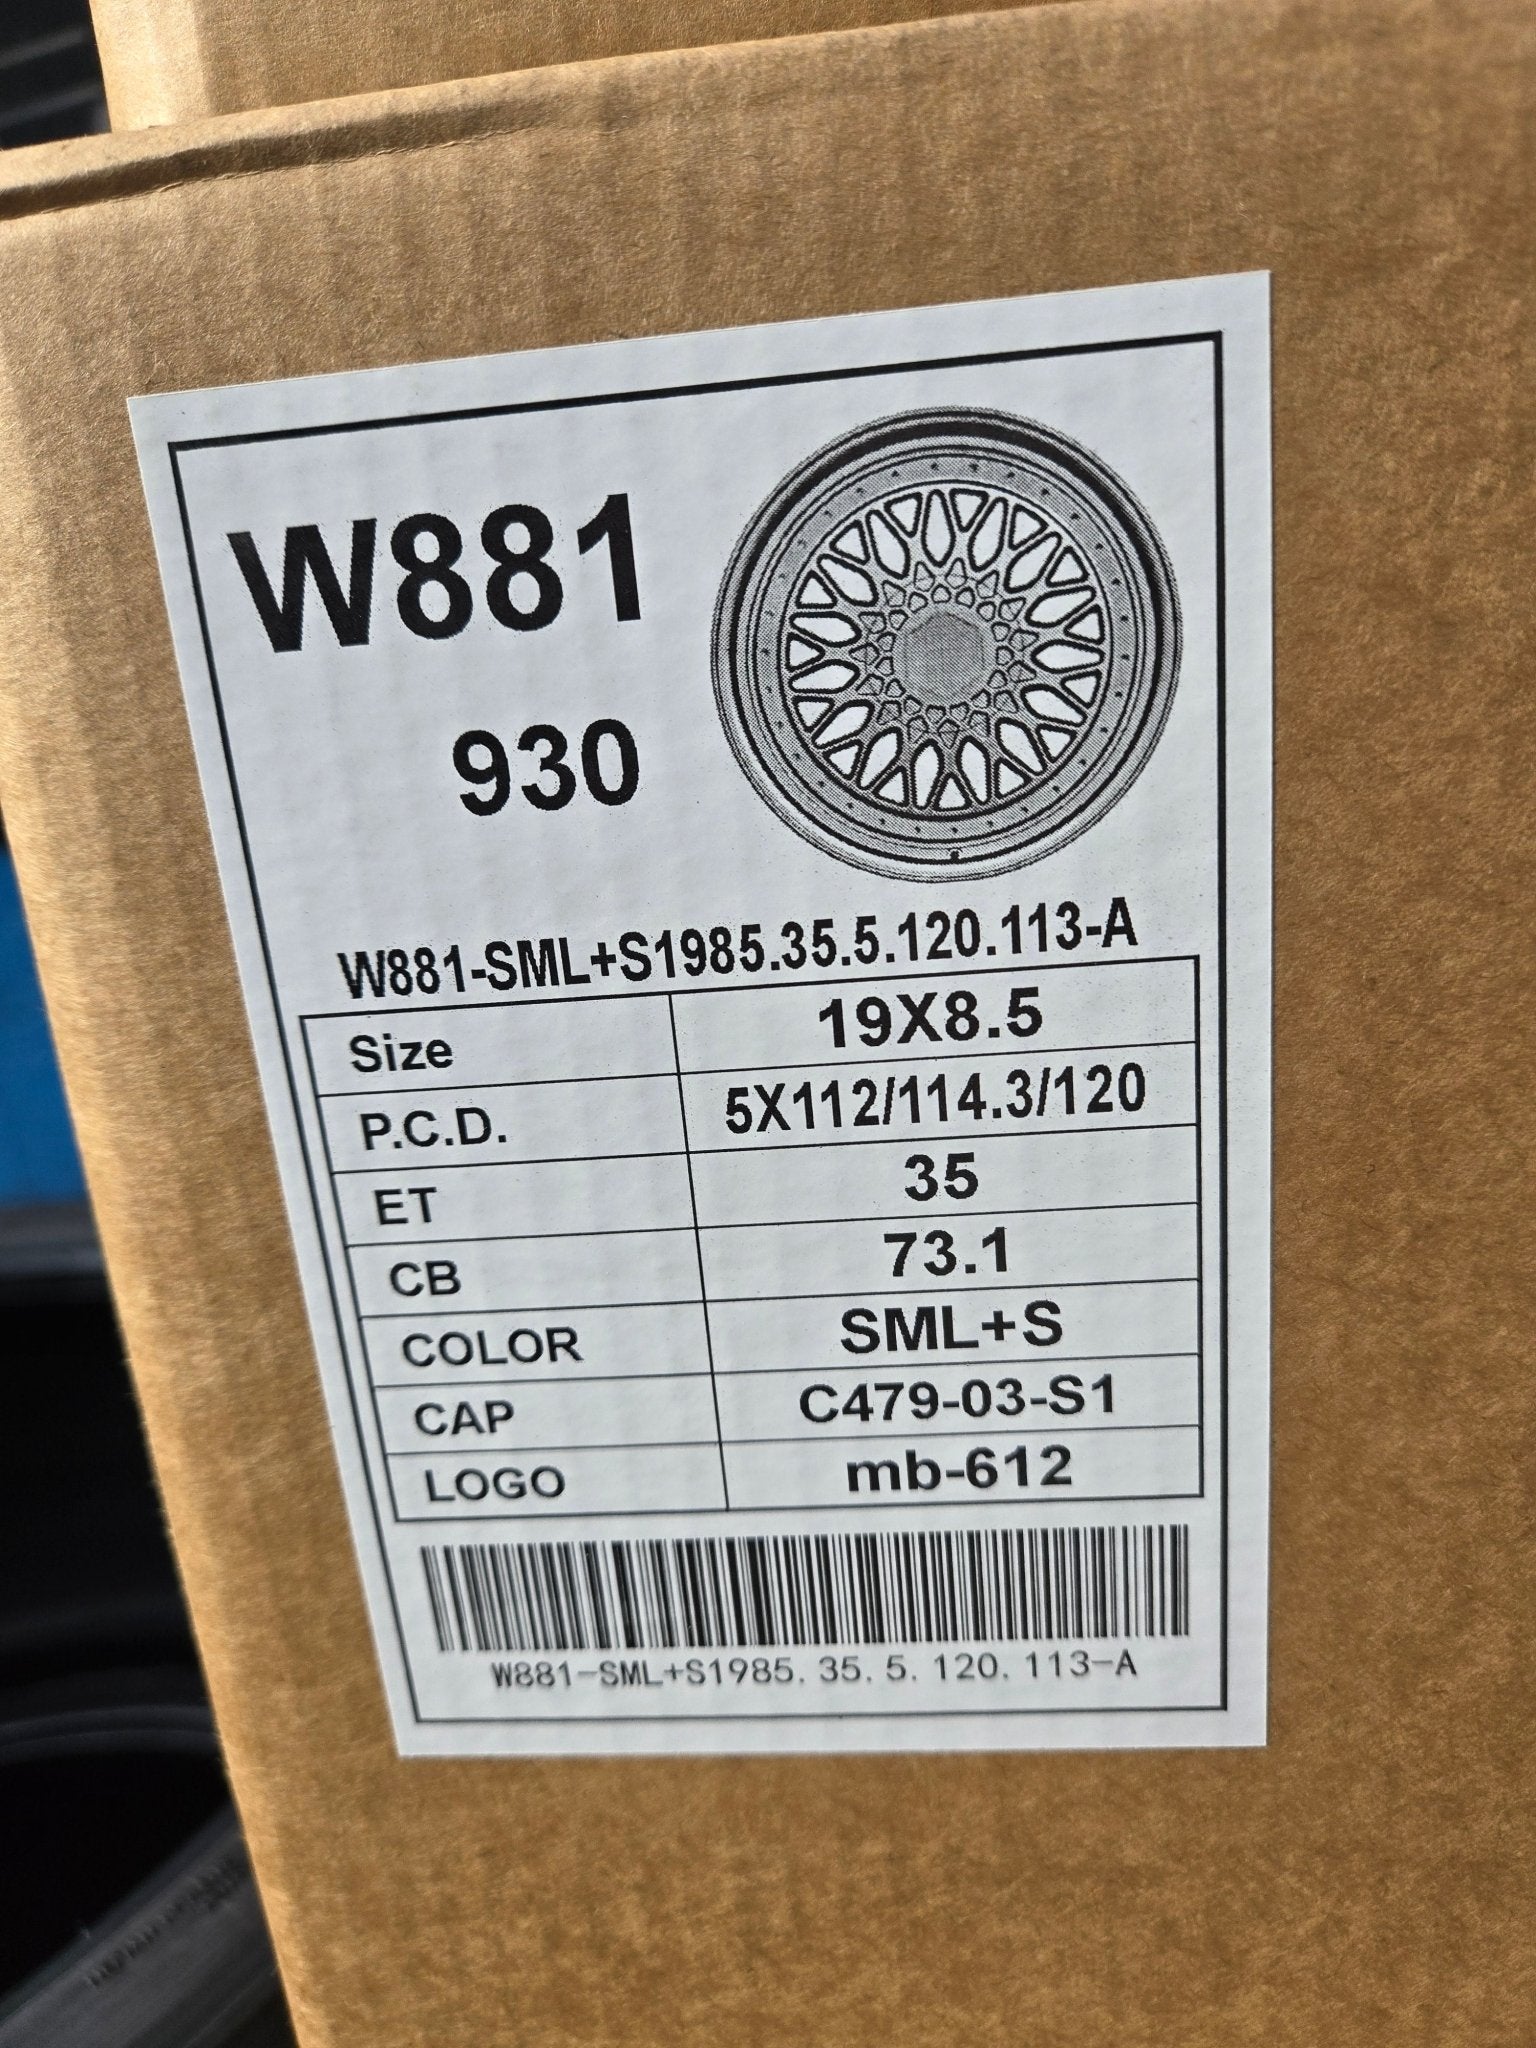 W881
930
W881-SML+S1985.35.5.120.113-A
Size 19X8.5
P.C.D. 5X112/114.3/120
ET 35
CB 73.1
COLOR SML+S
CAP C479-03-S1
LOGO mb-612
W881-SML+S1985.35.5.120.113-A